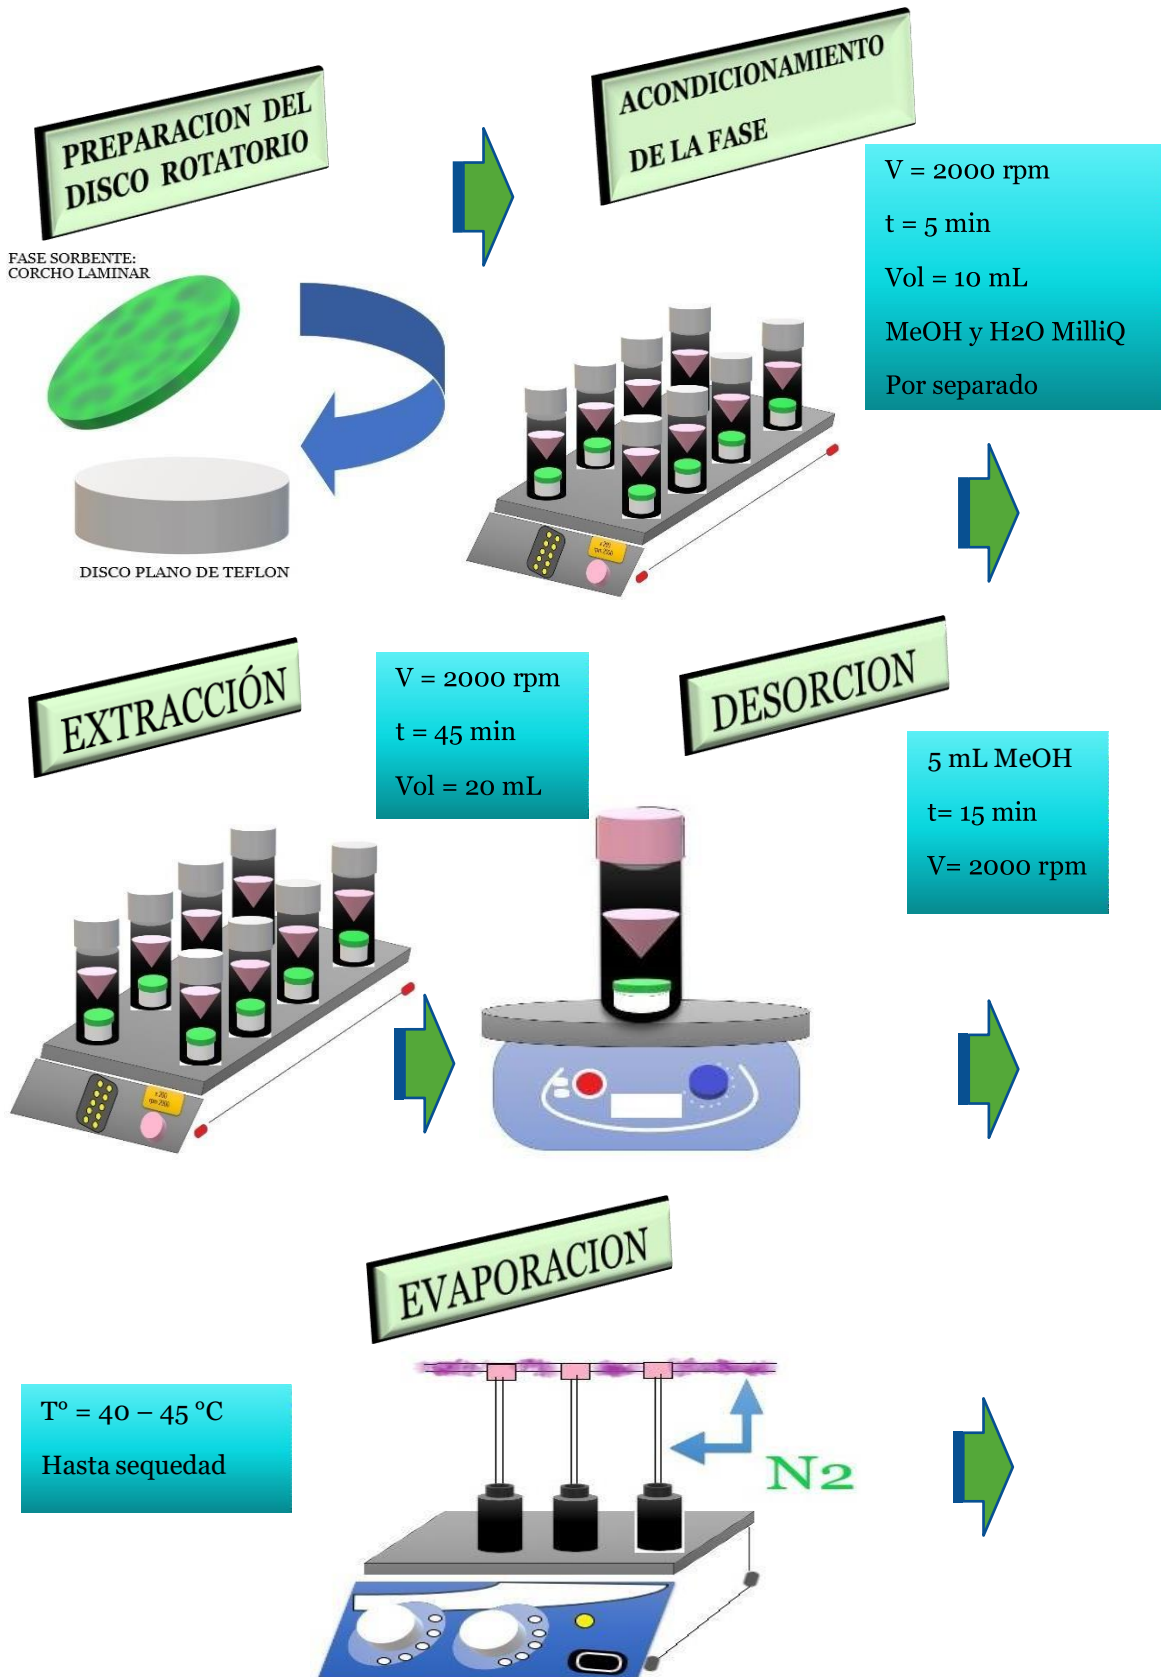 PREPARACION DEL
DISCO ROTATORIO
ACONDICIONAMIENTO
DE LA FASE
V = 2000 rpm
t = 5 min
Vol = 10 mL
MeOH y H2O MilliQ
Por separado
FASE SORBENTE:
CORCHO LAMINAR
DISCO PLANO DE TEFLON
EXTRACCIÓN
V = 2000 rpm
t = 45 min
Vol = 20 mL
DESORCION
5 mL MeOH
t= 15 min
V= 2000 rpm
EVAPORACION
Tº = 40 – 45 °C
Hasta sequedad
N2